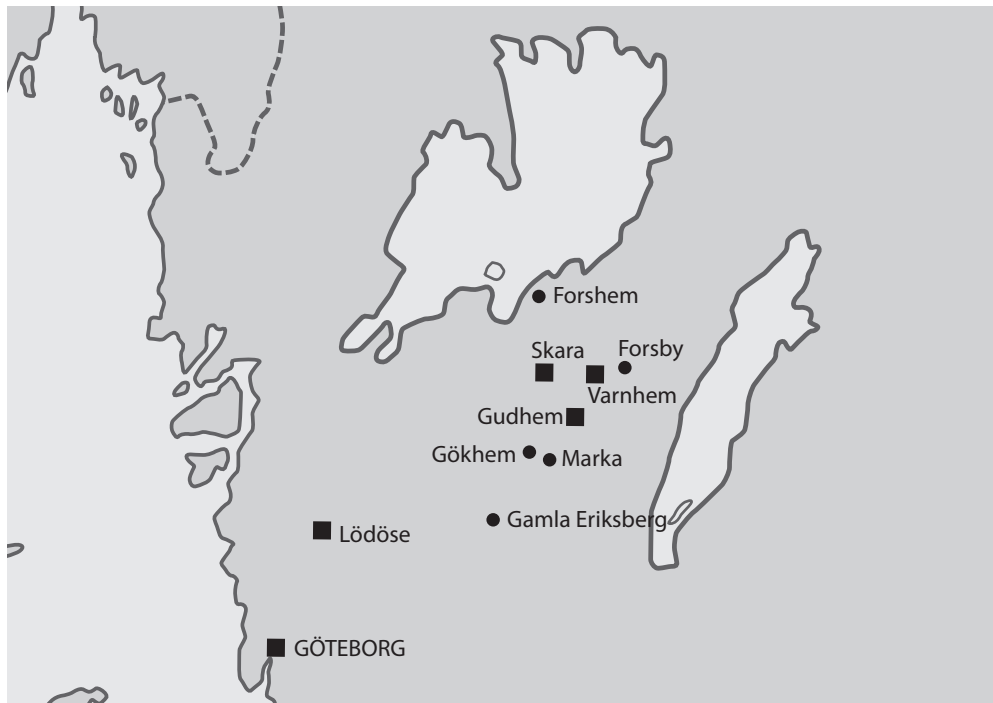 Forshem
Skara
Forsby
Varnhem
Gudhem
Gökhem
Marka
Gamla Eriksberg
Lödöse
GÖTEBORG